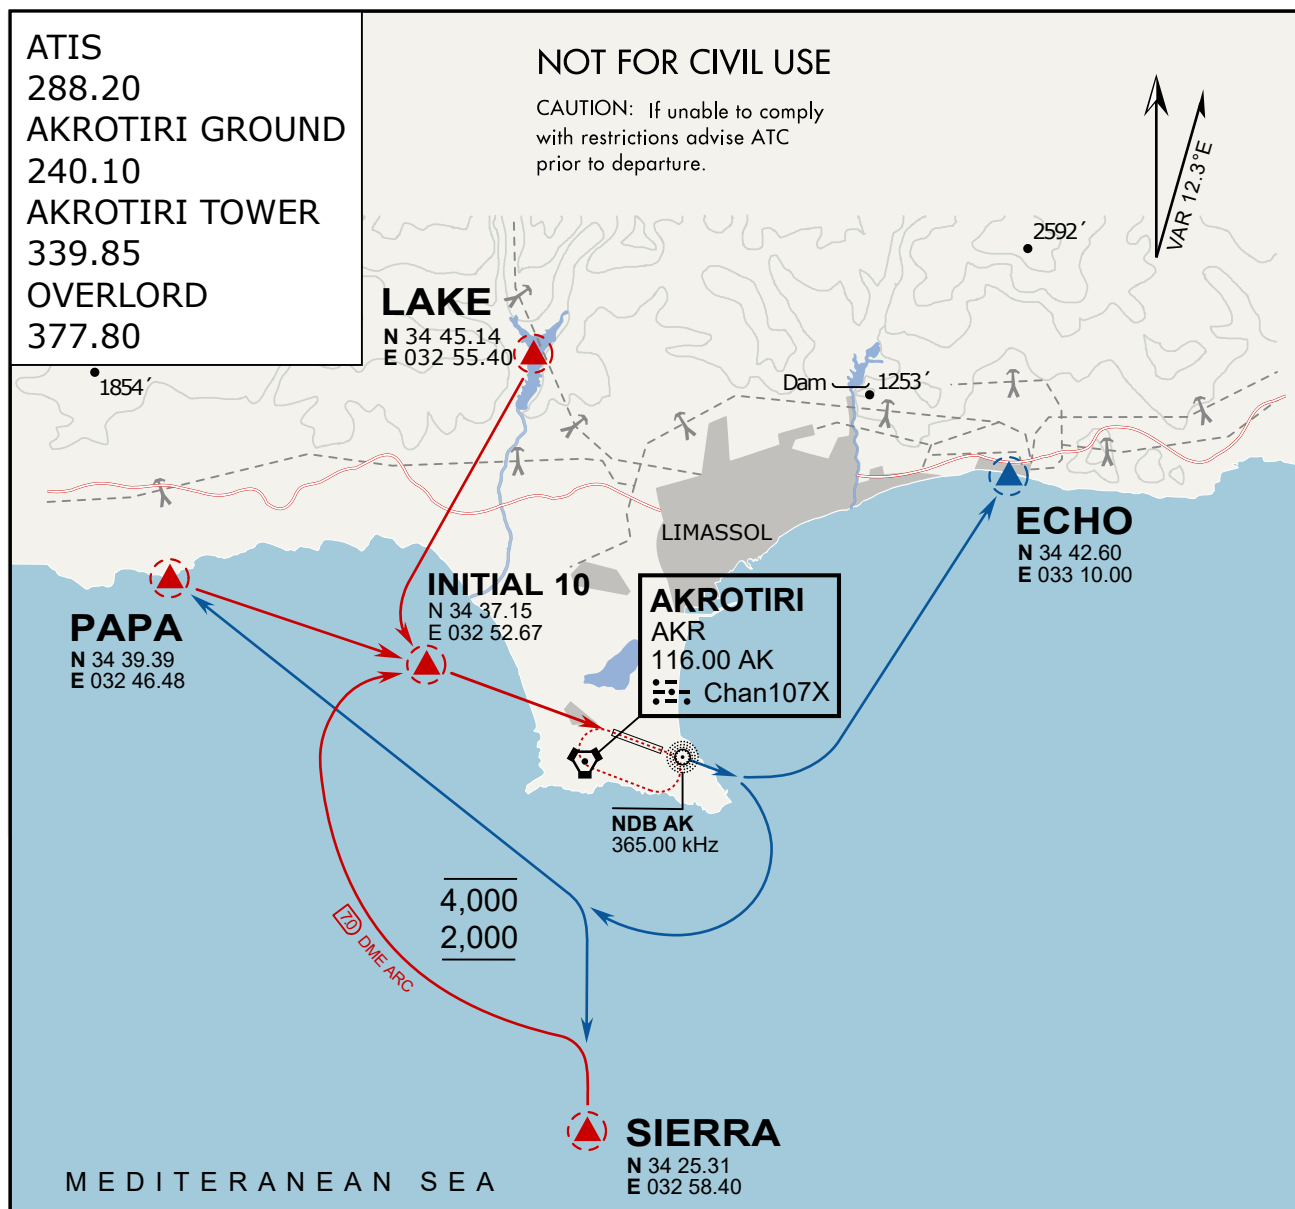 ATIS
288.20
AKROTIRI GROUND
240.10
AKROTIRI TOWER
339.85
OVERLORD
377.80
NOT FOR CIVIL USE
CAUTION: If unable to comply
with restrictions advise ATC
prior to departure.
VAR 12.3°E
2592´
LAKE
N 34 45.14
E 032 55.40
1854´
Dam
1253´
LIMASSOL
ECHO
N 34 42.60
E 033 10.00
INITIAL 10
N 34 37.15
E 032 52.67
PAPA
N 34 39.39
E 032 46.48
AKROTIRI
AKR
116.00 AK
Chan107X
NDB AK
365.00 kHz
4,000
2,000
7.0 DME ARC
SIERRA
N 34 25.31
E 032 58.40
MEDITERANEAN SEA